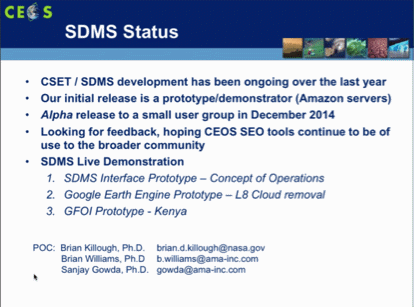 CEOS
SDMS Status
• CSET / SDMS development has been ongoing over the last year
• Our initial release is a prototype/demonstrator (Amazon servers)
• Alpha release to a small user group in December 2014
• Looking for feedback, hoping CEOS SEO tools continue to be of
use to the broader community
• SDMS Live Demonstration
1. SDMS Interface Prototype – Concept of Operations
2. Google Earth Engine Prototype – L8 Cloud removal
3. GFOI Prototype - Kenya
POC: Brian Killough, Ph.D. brian.d.killough@nasa.gov
Brian Williams, Ph.D b.williams@ama-inc.com
Sanjay Gowda, Ph.D. gowda@ama-inc.com